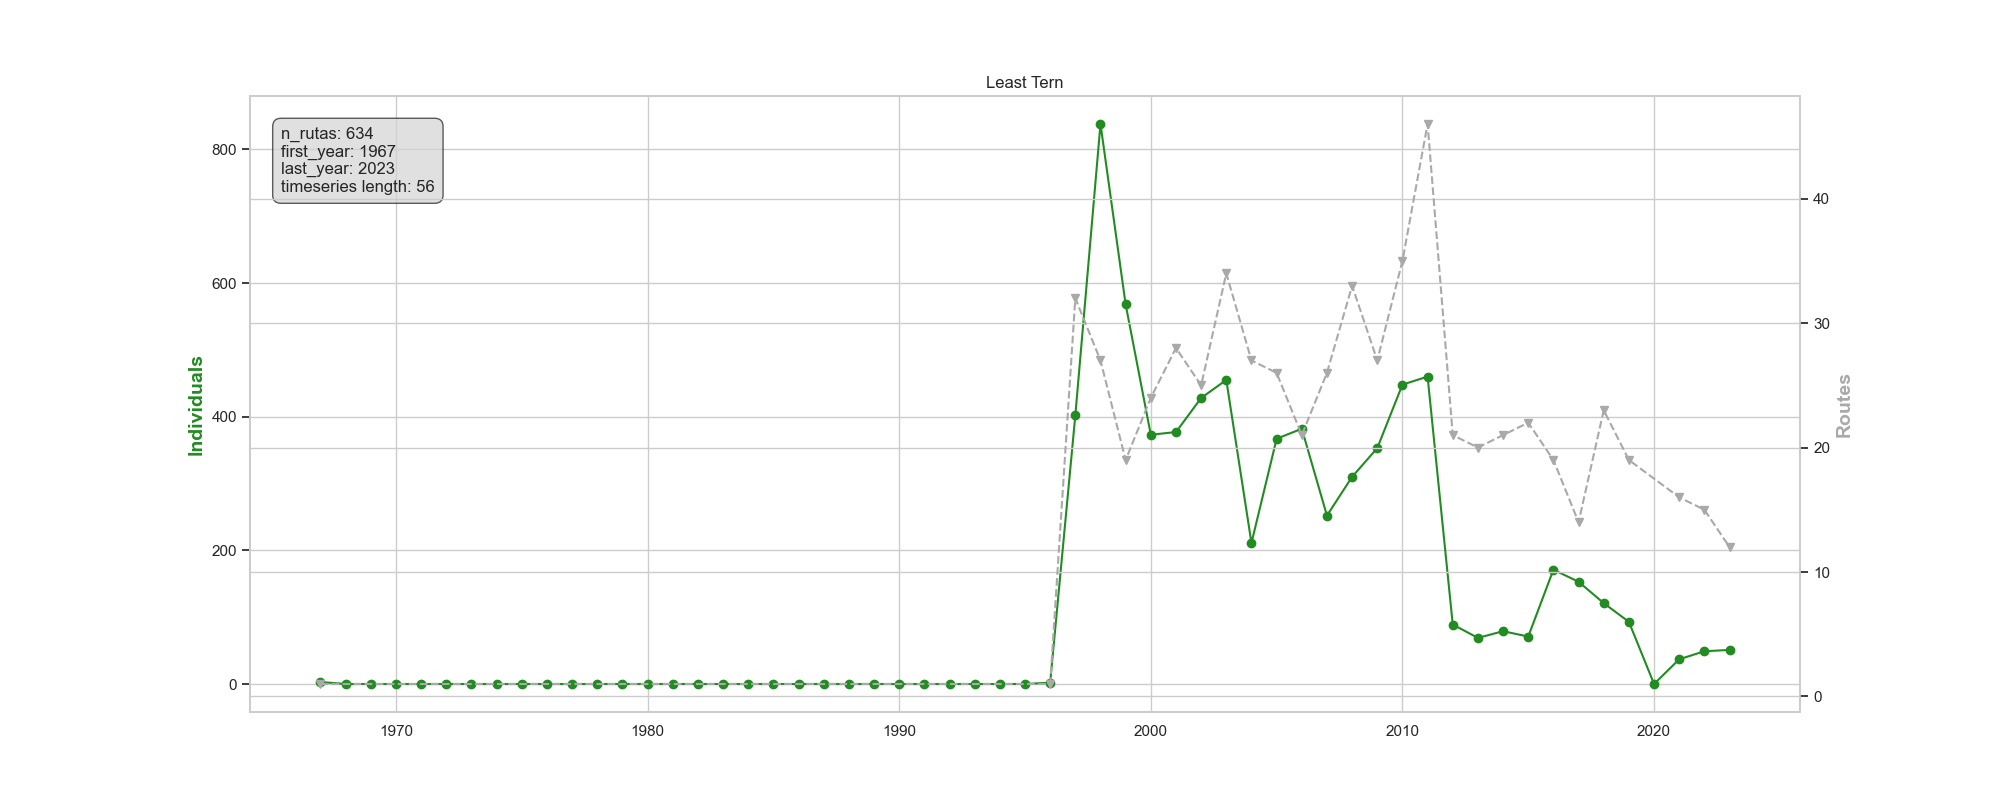 Least Tern
n_rutas: 634
first_year: 1967
last_year: 2023
timeseries length: 56
Individuals
800
600
400
200
0
Routes
40
30
20
10
0
1970
1980
1990
2000
2010
2020